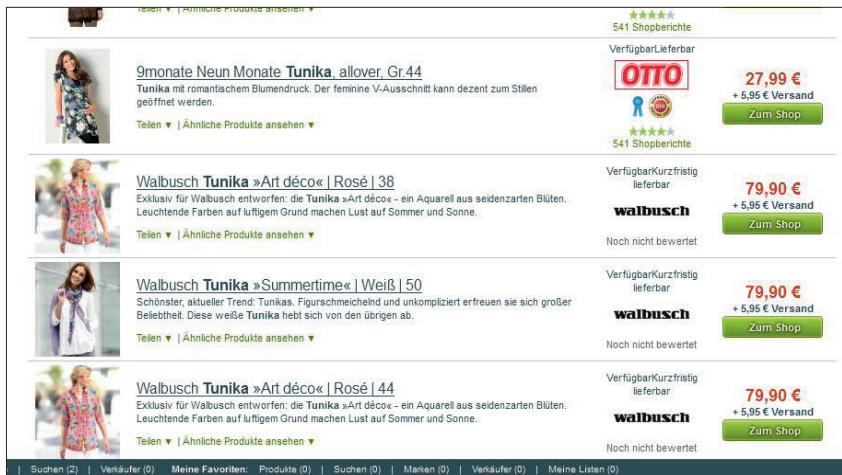 Teilen ▼ | Ähnliche Produkte ansehen ▼
541 Shopberichte
9monate Neun Monate Tunika, allover, Gr.44
Tunika mit romantischem Blumendruck. Der feminine V-Ausschnitt kann dezent zum Stillen
geöffnet werden.
Teilen ▼ | Ähnliche Produkte ansehen ▼
VerfügbarLieferbar
OTTO
541 Shopberichte
27,99 €
+ 5,95 € Versand
Zum Shop
Walbusch Tunika »Art déco« | Rosé | 38
Exklusiv für Walbusch entworfen: die Tunika »Art déco« - ein Aquarell aus seidenzarten Blüten.
Leuchtende Farben auf luftigem Grund machen Lust auf Sommer und Sonne.
Teilen ▼ | Ähnliche Produkte ansehen ▼
VerfügbarKurzfristig
lieferbar
walbusch
Noch nicht bewertet
79,90 €
+ 5,95 € Versand
Zum Shop
Walbusch Tunika »Summertime« | Weiß | 50
Schönster, aktueller Trend: Tunikas. Figurschmeichelnd und unkompliziert erfreuen sie sich großer
Beliebtheit. Diese weiße Tunika hebt sich von den übrigen ab.
Teilen ▼ | Ähnliche Produkte ansehen ▼
VerfügbarKurzfristig
lieferbar
walbusch
Noch nicht bewertet
79,90 €
+ 5,95 € Versand
Zum Shop
Walbusch Tunika »Art déco« | Rosé | 44
Exklusiv für Walbusch entworfen: die Tunika »Art déco« - ein Aquarell aus seidenzarten Blüten.
Leuchtende Farben auf luftigem Grund machen Lust auf Sommer und Sonne.
Teilen ▼ | Ähnliche Produkte ansehen ▼
VerfügbarKurzfristig
lieferbar
walbusch
Noch nicht bewertet
79,90 €
+ 5,95 € Versand
Zum Shop
| Suchen (2) | Verkäufer (0) Meine Favoriten: Produkte (0) | Suchen (0) | Marken (0) | Verkäufer (0) | Meine Listen (0)